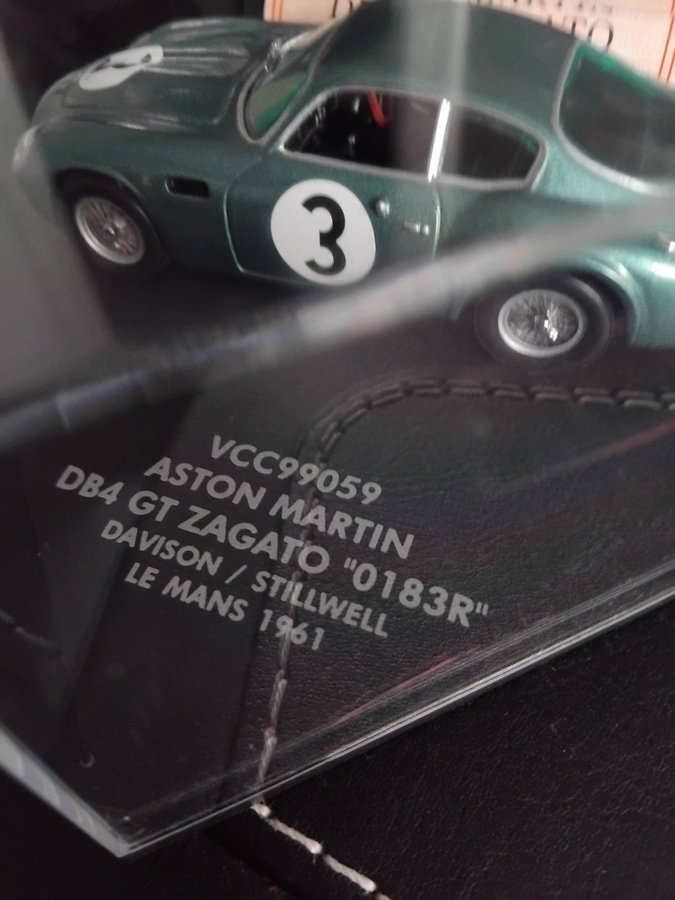 3
VCC99059
ASTON MARTIN
DB4 GT ZAGATO "0183R"
DAVISON / STILLWELL
LE MANS 1961